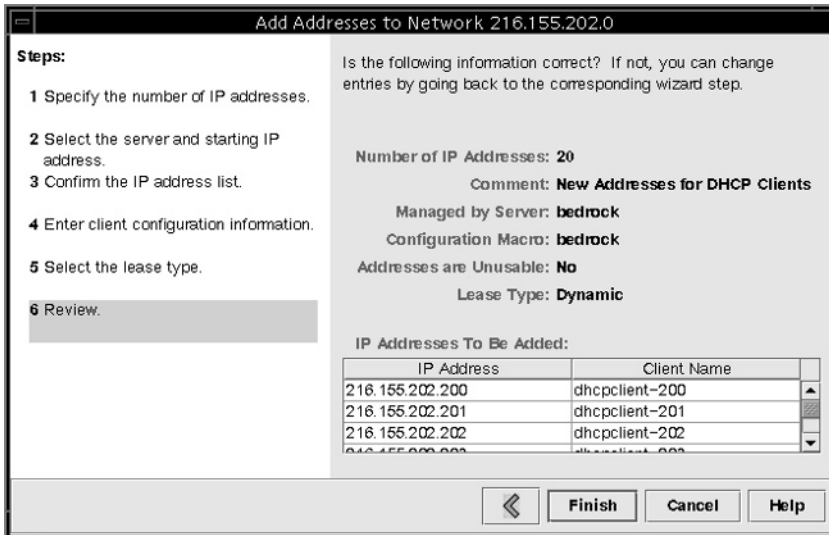 Add Addresses to Network 216.155.202.0
Steps:
1 Specify the number of IP addresses.
2 Select the server and starting IP
address.
3 Confirm the IP address list.
4 Enter client configuration information.
5 Select the lease type.
6 Review.
Is the following information correct? If not, you can change
entries by going back to the corresponding wizard step.
Number of IP Addresses: 20
Comment: New Addresses for DHCP Clients
Managed by Server: bedrock
Configuration Macro: bedrock
Addresses are Unusable: No
Lease Type: Dynamic
IP Addresses To Be Added:
IP Address Client Name
216.155.202.200 dhcpclient-200
216.155.202.201 dhcpclient-201
216.155.202.202 dhcpclient-202
Finish Cancel Help